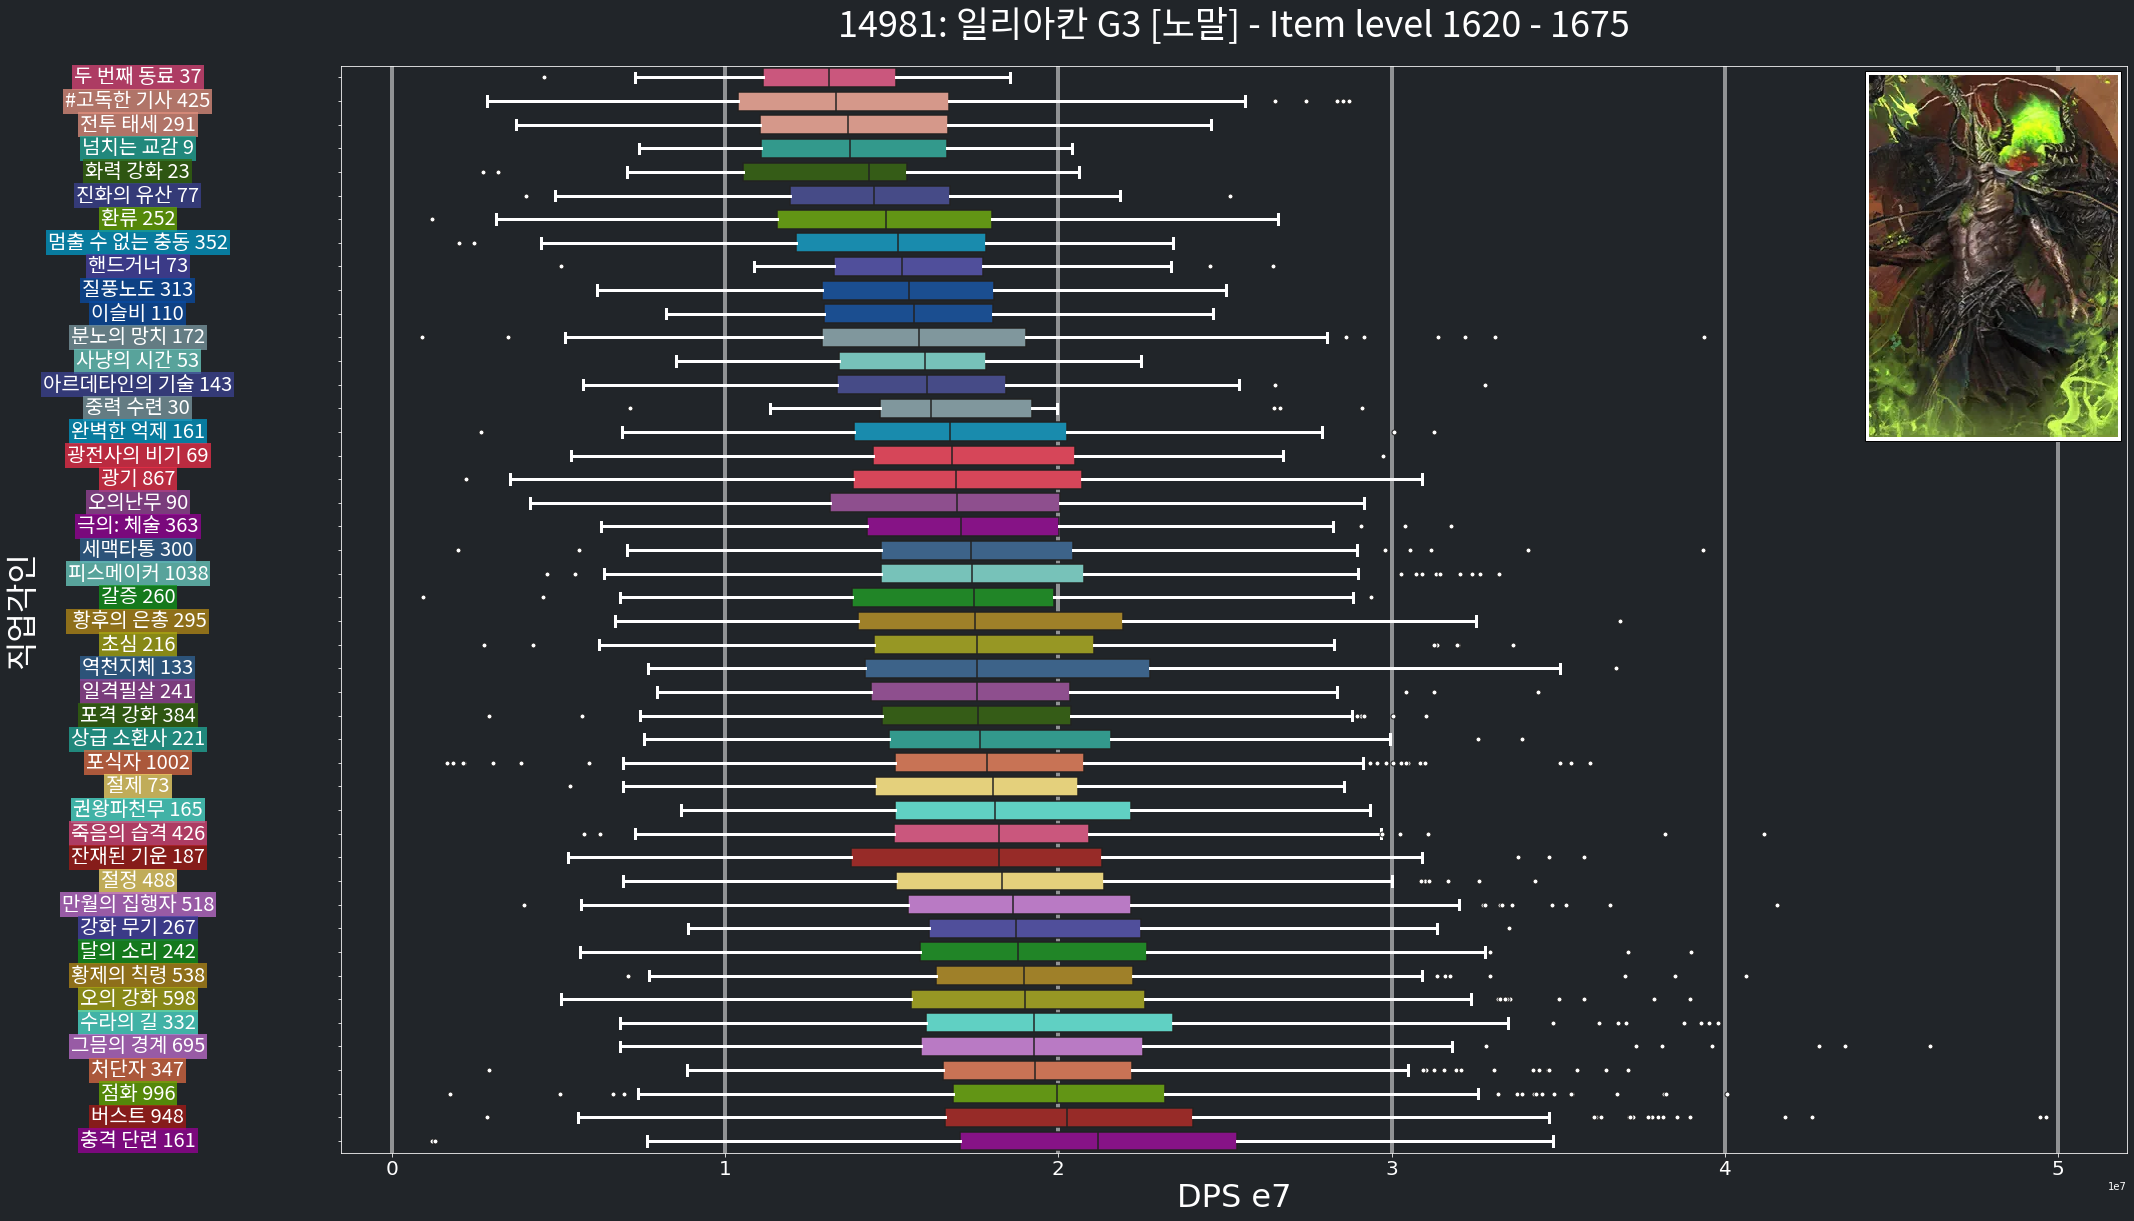 14981: 일리아칸 G3 [노말] - Item level 1620 - 1675
두 번째 동료 37
#고독한 기사 425
전투 태세 291
넘치는 교감 9
화력 강화 23
진화의 유산 77
환류 252
멈출 수 없는 충동 352
핸드거너 73
질풍노도 313
이슬비 110
분노의 망치 172
사냥의 시간 53
아르데타인의 기술 143
중력 수련 30
완벽한 억제 161
광전사의 비기 69
광기 867
오의난무 90
극의: 체술 363
세맥타통 300
피스메이커 1038
갈증 260
황후의 은총 295
초심 216
역천지체 133
일격필살 241
포격 강화 384
상급 소환사 221
포식자 1002
절제 73
권왕파천무 165
죽음의 습격 426
잔재된 기운 187
절정 488
만월의 집행자 518
강화 무기 267
달의 소리 242
황제의 칙령 538
오의 강화 598
수라의 길 332
그믐의 경계 695
처단자 347
점화 996
버스트 948
충격 단련 161
직업각인
0 1 2 3 4 5
DPS e7
1e7